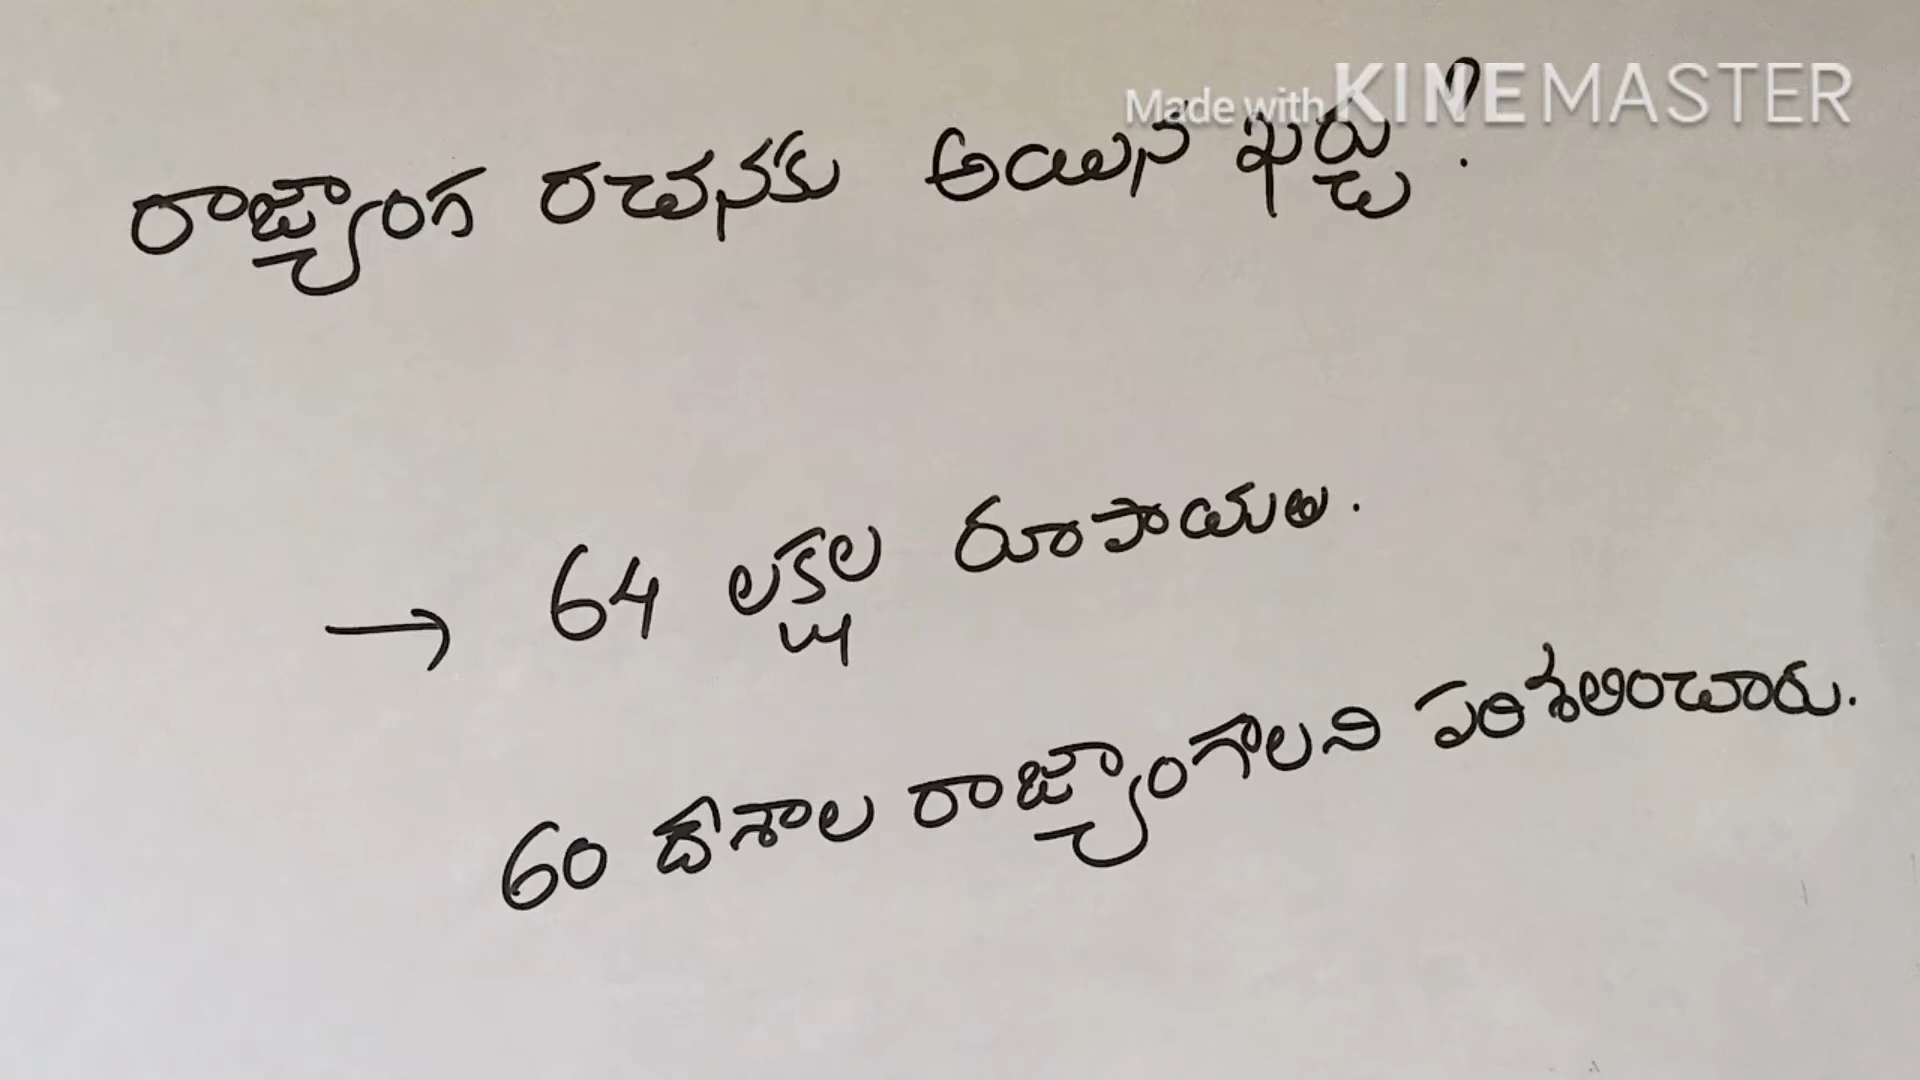 Made with KINEMASTER
రాజ్యాంగ రచనకు అయిన ఖర్చు?
→ 64 లక్షల రూపాయలు.
60 దేశాల రాజ్యాంగాలని పరిశీలించారు.